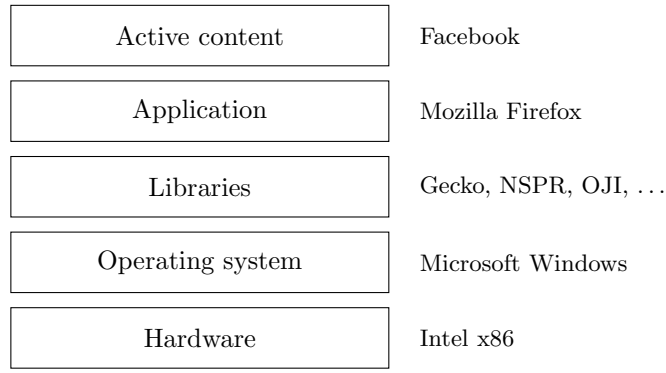 Active content Facebook
Application Mozilla Firefox
Libraries Gecko, NSPR, OJI, ...
Operating system Microsoft Windows
Hardware Intel x86